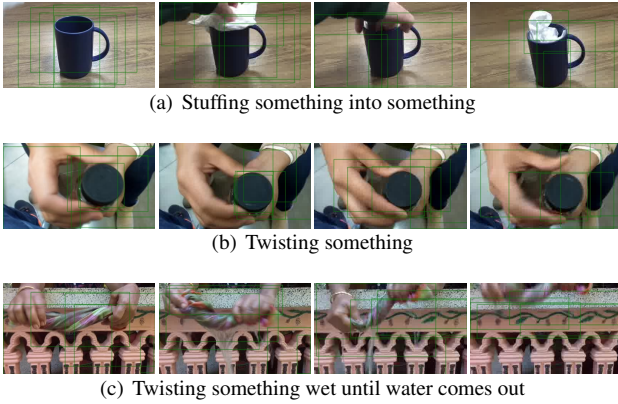 (a) Stuffing something into something
(b) Twisting something
(c) Twisting something wet until water comes out